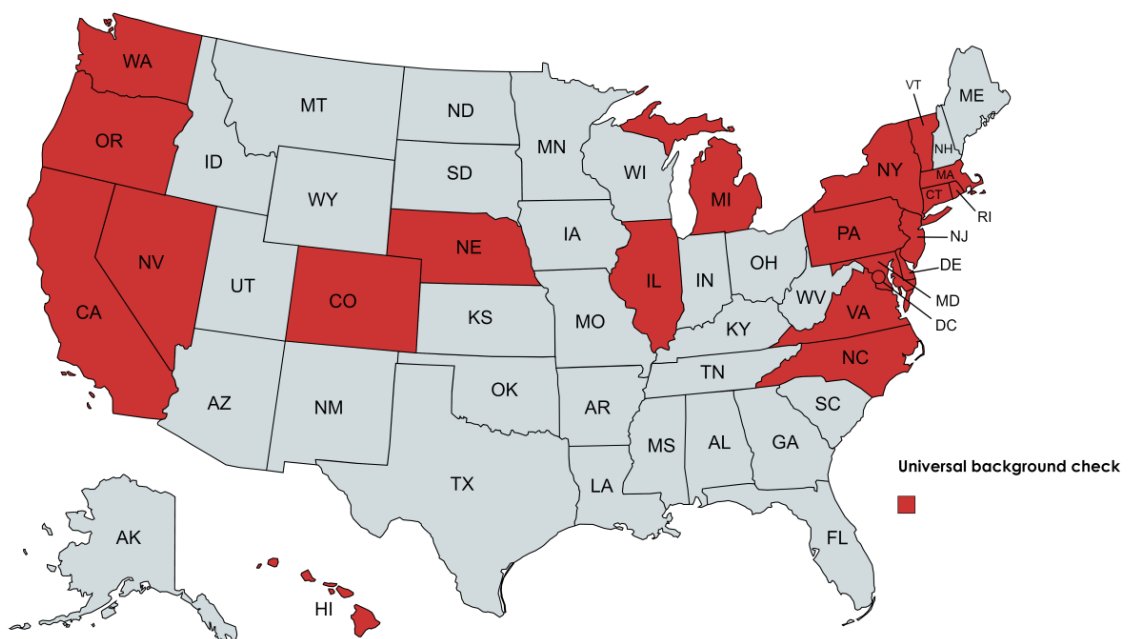 WA
MT
ND
MN
VT
ME
OR
ID
SD
WI
NH
NY
MA
WY
MI
CT
RI
NE
IA
PA
NJ
NV
UT
CO
IL
IN
OH
DE
CA
KS
MO
WV
VA
MD
KY
DC
NC
AZ
NM
OK
TN
AR
SC
MS
AL
GA
Universal background check
TX
LA
AK
FL
HI